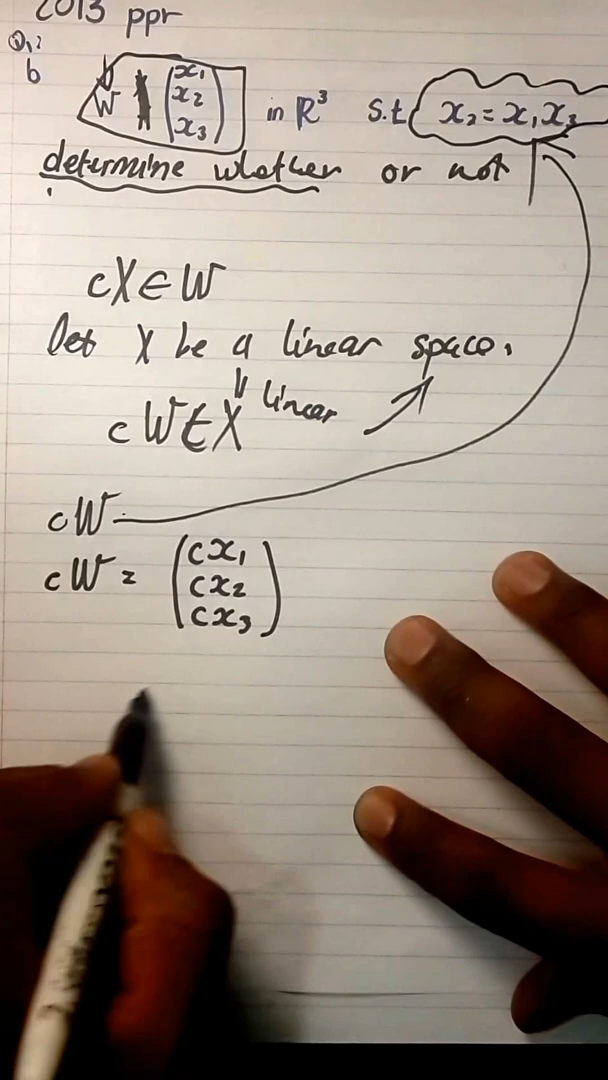 2013 ppr
Q1:
b W (x₁ x₂ x₃) in ℝ³ s.t x₂ = x₁x₃
determine whether or not
cX ∈ W
Let X be a linear space.
linear
cW ∈ X
cW
cW = (cx₁ cx₂ cx₃)